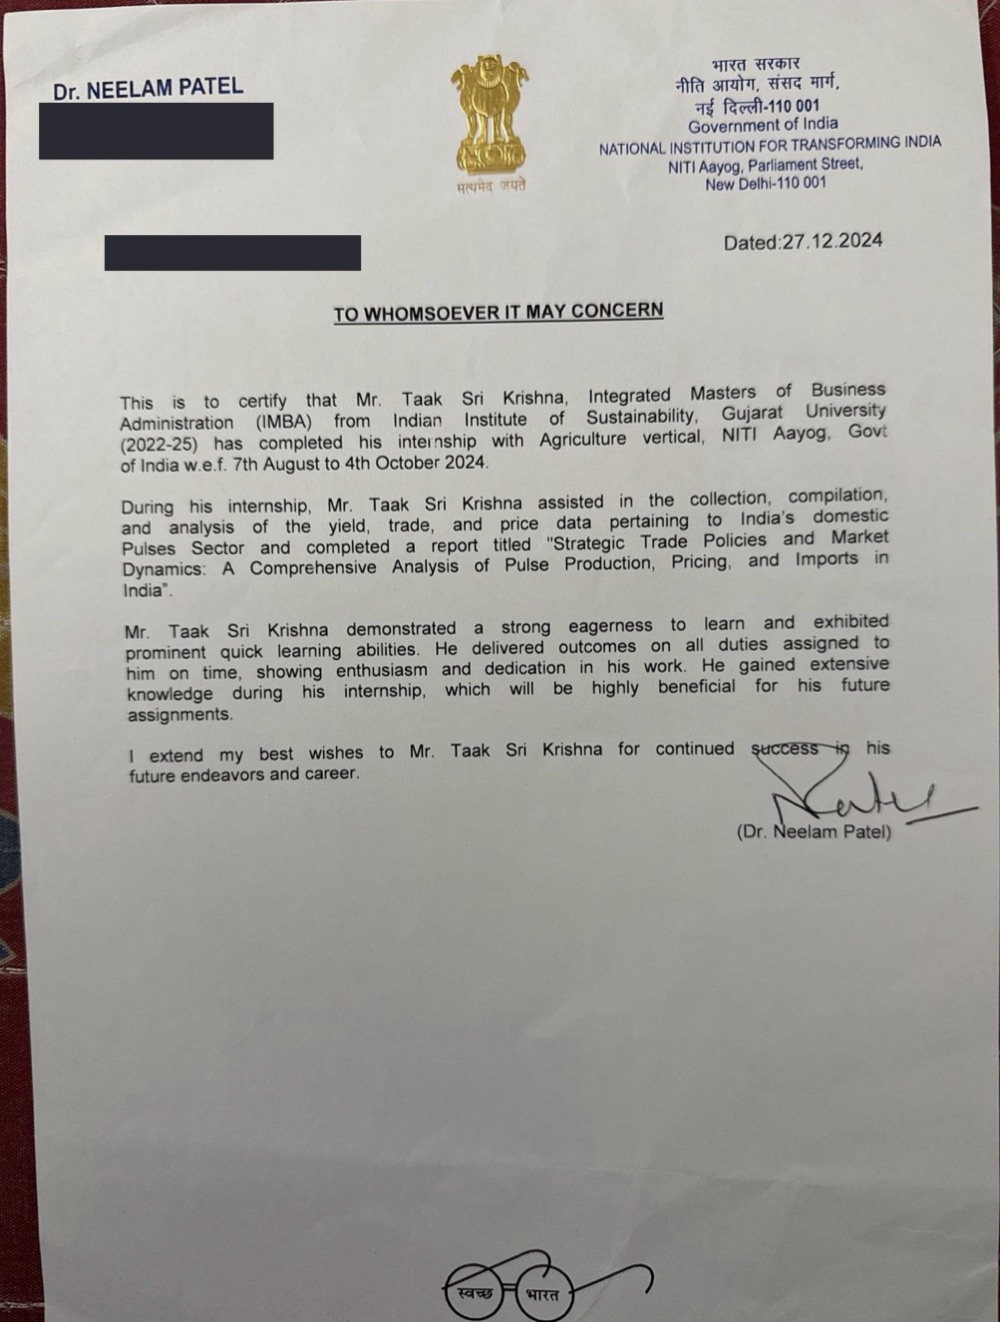 Dr. NEELAM PATEL
सत्यमेव जयते
भारत सरकार
नीति आयोग, संसद मार्ग,
नई दिल्ली-110 001
Government of India
NATIONAL INSTITUTION FOR TRANSFORMING INDIA
NITI Aayog, Parliament Street,
New Delhi-110 001
Dated:27.12.2024
TO WHOMSOEVER IT MAY CONCERN
This is to certify that Mr. Taak Sri Krishna, Integrated Masters of Business
Administration (IMBA) from Indian Institute of Sustainability, Gujarat University
(2022-25) has completed his internship with Agriculture vertical, NITI Aayog, Govt
of India w.e.f. 7th August to 4th October 2024.
During his internship, Mr. Taak Sri Krishna assisted in the collection, compilation,
and analysis of the yield, trade, and price data pertaining to India's domestic
Pulses Sector and completed a report titled "Strategic Trade Policies and Market
Dynamics: A Comprehensive Analysis of Pulse Production, Pricing, and Imports in
India".
Mr. Taak Sri Krishna demonstrated a strong eagerness to learn and exhibited
prominent quick learning abilities. He delivered outcomes on all duties assigned to
him on time, showing enthusiasm and dedication in his work. He gained extensive
knowledge during his internship, which will be highly beneficial for his future
assignments.
I extend my best wishes to Mr. Taak Sri Krishna for continued success in his
future endeavors and career.
(Dr. Neelam Patel)
स्वच्छ भारत